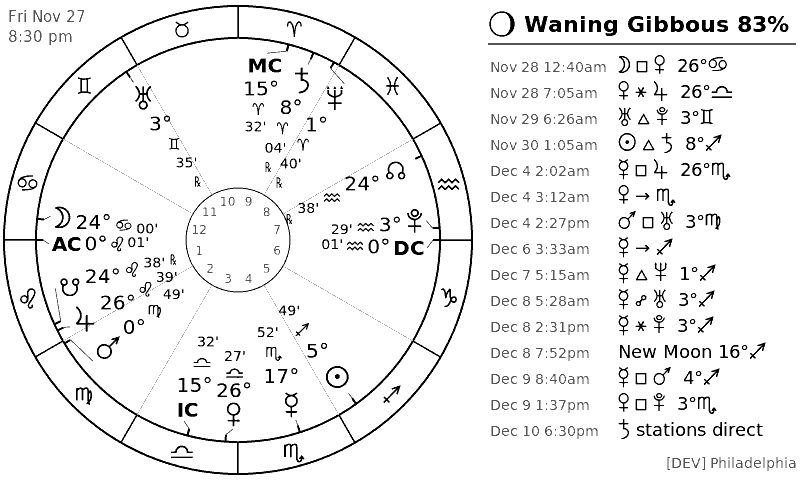 Fri Nov 27
8:30 pm
Waning Gibbous 83%
♉ ♈
♊ ♓
♋ ♒
♌ ♑
♍ ♐
♎ ♏
MC
15° ♈ 32'
♄ 8° ♈ 04' ℞
♆ 1° ♈ 40' ℞
♅ 3° ♊ 35' ℞
☊ 24° ♒ 38' ℞
☽ 24° ♋ 00'
AC 0° ♌ 01'
♇ 3° ♒ 29'
DC 0° ♒ 01'
☋ 24° ♌ 38' ℞
♃ 26° ♌ 39'
♂ 0° ♍ 49'
IC 15° ♎ 32'
♀ 26° ♎ 27'
☿ 17° ♏ 52'
☉ 5° ♐ 49'
10 9
11 8
12 7
1 6
2 5
3 4
Nov 28 12:40am ☽ □ ♀ 26°♋
Nov 28 7:05am ♀ ⚹ ♃ 26°♎
Nov 29 6:26am ♅ △ ♇ 3°♊
Nov 30 1:05am ☉ △ ♄ 8°♐
Dec 4 2:02am ☿ □ ♃ 26°♏
Dec 4 3:12am ♀ → ♏
Dec 4 2:27pm ♂ □ ♅ 3°♍
Dec 6 3:33am ☿ → ♐
Dec 7 5:15am ☿ △ ♆ 1°♐
Dec 8 5:28am ☿ ☍ ♅ 3°♐
Dec 8 2:31pm ☿ ⚹ ♇ 3°♐
Dec 8 7:52pm New Moon 16°♐
Dec 9 8:40am ☿ □ ♂ 4°♐
Dec 9 1:37pm ♀ □ ♇ 3°♏
Dec 10 6:30pm ♄ stations direct
[DEV] Philadelphia